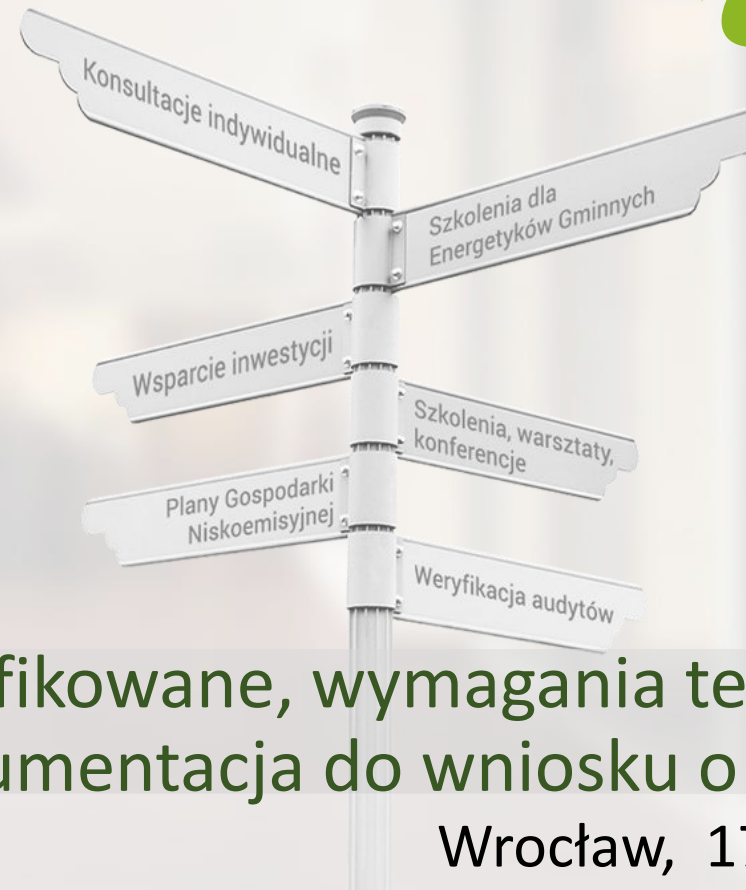 Konsultacje indywidualne
Szkolenia dla
Energetyków Gminnych
Wsparcie inwestycji
Szkolenia, warsztaty,
konferencje
Plany Gospodarki
Niskoemisyjnej
Weryfikacja audytów
fikowane, wymagania te
umentacja do wniosku o
Wrocław, 17